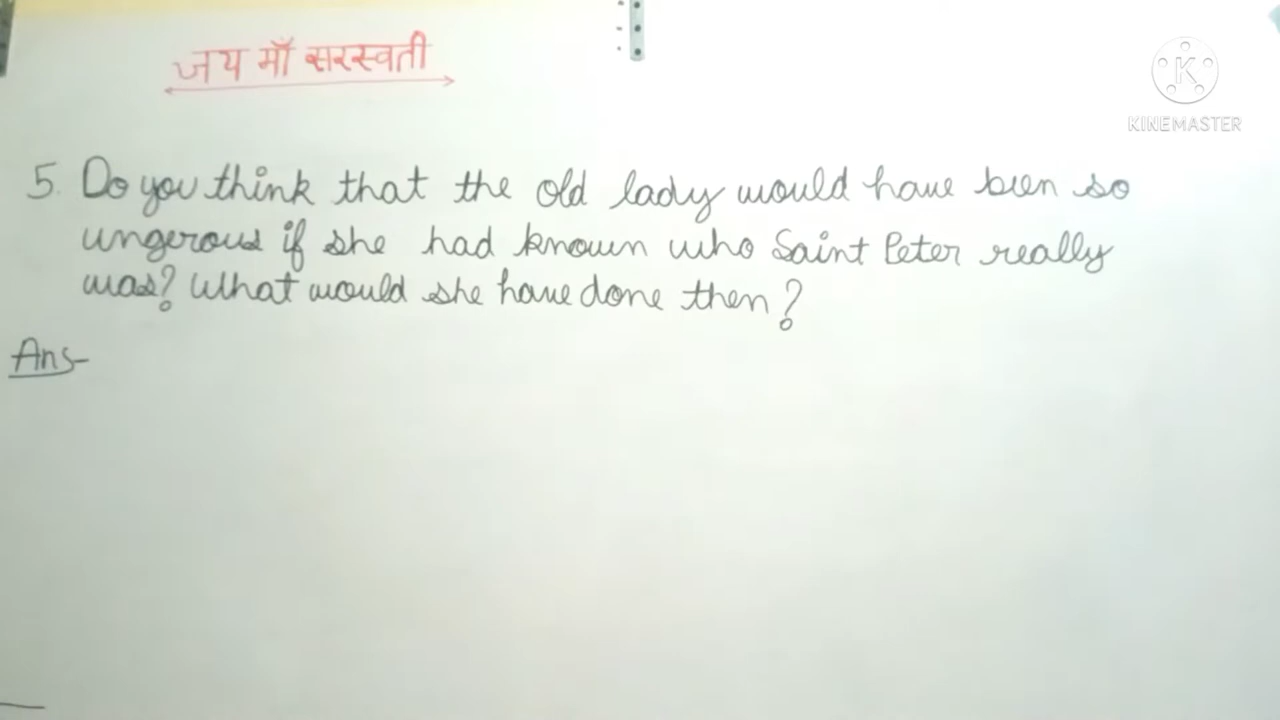 जय माँ सरस्वती
KINEMASTER
5. Do you think that the old lady would have been so
ungerous if she had known who Saint Peter really
was? What would she have done then?
Ans-